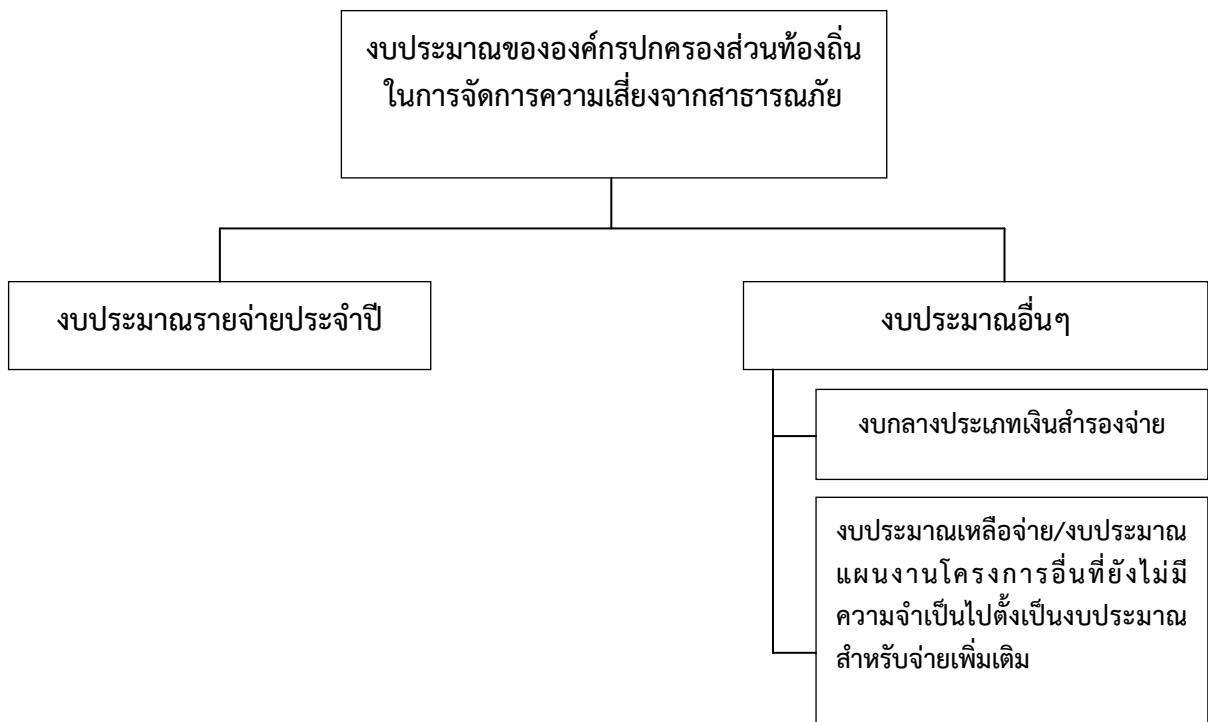 งบประมาณขององค์กรปกครองส่วนท้องถิ่น
ในการจัดการความเสี่ยงจากสาธารณภัย
งบประมาณรายจ่ายประจำปี
งบประมาณอื่นๆ
งบกลางประเภทเงินสำรองจ่าย
งบประมาณเหลือจ่าย/งบประมาณ
แผนงานโครงการอื่นที่ยังไม่มี
ความจำเป็นไปตั้งเป็นงบประมาณ
สำหรับจ่ายเพิ่มเติม